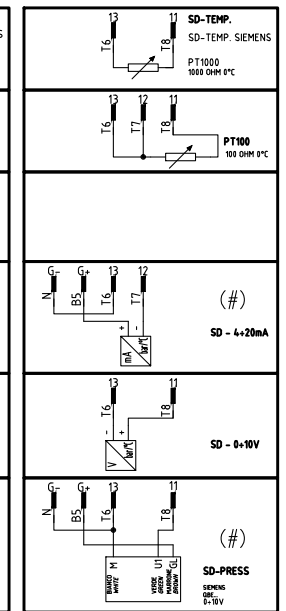 S
13 11 SD-TEMP.
SD-TEMP. SIEMENS
T6 T8
PT1000
1000 OHM 0°C
13 12 11
T6 T7 T8
PT100
100 OHM 0°C
G- G+ 13 12
N B5 T6 T7
(#)
+ -
mA bar/°C
SD - 4÷20mA
13 11
T6 T8
- +
V bar/°C
SD - 0÷10V
G- G+ 13 11
N B5 T6 T8
(#)
M U1 GL
BIANCO
WHITE
VERDE
GREEN
MARRONE
BROWN
SD-PRESS
SIEMENS
QBE...
0÷10V